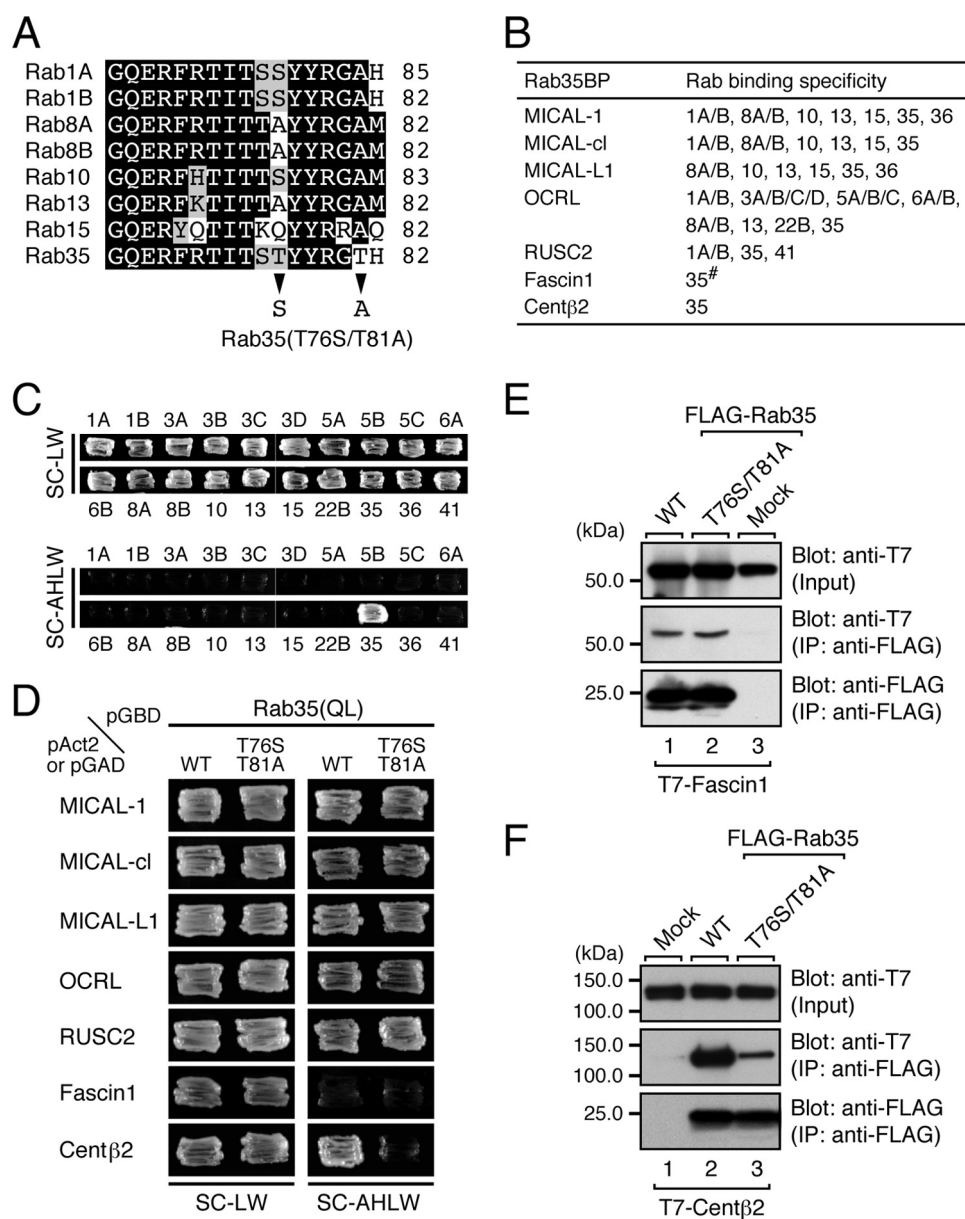 A
Rab1A GQERFRTITSSYYRGAH 85
Rab1B GQERFRTITSSYYRGAH 82
Rab8A GQERFRTITTAYYRGAM 82
Rab8B GQERFRTITTAYYRGAM 82
Rab10 GQERFHTITTSYYRGAM 83
Rab13 GQERFKTITTAYYRGAM 82
Rab15 GQERYQTITKQYYRRAQ 82
Rab35 GQERFRTITSTYYRGTH 82
S A
Rab35(T76S/T81A)
B
Rab35BP Rab binding specificity
MICAL-1 1A/B, 8A/B, 10, 13, 15, 35, 36
MICAL-cl 1A/B, 8A/B, 10, 13, 15, 35
MICAL-L1 8A/B, 10, 13, 15, 35, 36
OCRL 1A/B, 3A/B/C/D, 5A/B/C, 6A/B,
8A/B, 13, 22B, 35
RUSC2 1A/B, 35, 41
Fascin1 35#
Centβ2 35
C
1A 1B 3A 3B 3C 3D 5A 5B 5C 6A
SC-LW
6B 8A 8B 10 13 15 22B 35 36 41
1A 1B 3A 3B 3C 3D 5A 5B 5C 6A
SC-AHLW
6B 8A 8B 10 13 15 22B 35 36 41
D
pGBD
pAct2
or pGAD
Rab35(QL)
WT T76S T81A WT T76S T81A
MICAL-1
MICAL-cl
MICAL-L1
OCRL
RUSC2
Fascin1
Centβ2
SC-LW SC-AHLW
E
FLAG-Rab35
WT T76S/T81A Mock
(kDa)
50.0
Blot: anti-T7
(Input)
50.0
Blot: anti-T7
(IP: anti-FLAG)
25.0
Blot: anti-FLAG
(IP: anti-FLAG)
1 2 3
T7-Fascin1
F
FLAG-Rab35
Mock WT T76S/T81A
(kDa)
150.0
100.0
Blot: anti-T7
(Input)
150.0
100.0
Blot: anti-T7
(IP: anti-FLAG)
25.0
Blot: anti-FLAG
(IP: anti-FLAG)
1 2 3
T7-Centβ2